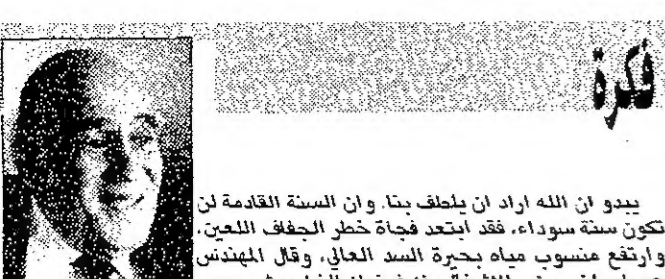 فكرة
يبدو ان الله اراد ان يلطف بنا. وان السنة القادمة لن
تكون سنة سوداء، فقد ابتعد فجاة خطر الجفاف اللعين.
وارتفع منسوب مياه بحيرة السد العالي، وقال المهندس